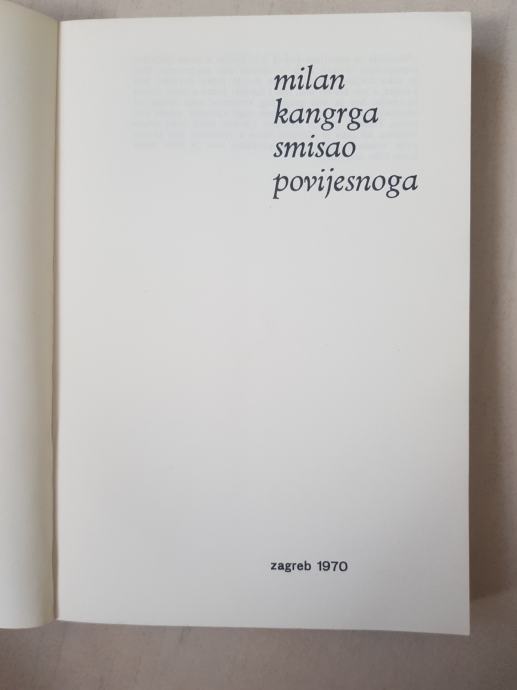 milan
kangrga
smisao
povijesnoga
zagreb 1970